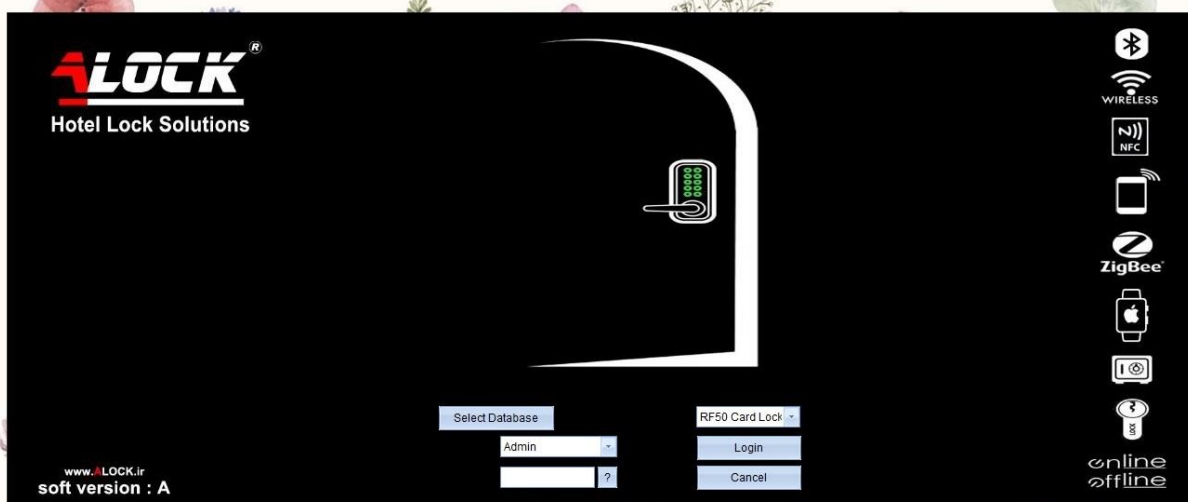 ALOCK®
Hotel Lock Solutions
WIRELESS
N))
NFC
ZigBee®
LOCK
Select Database
RF50 Card Lock
Admin
Login
?
Cancel
online
offline
www.ALOCK.ir
soft version : A